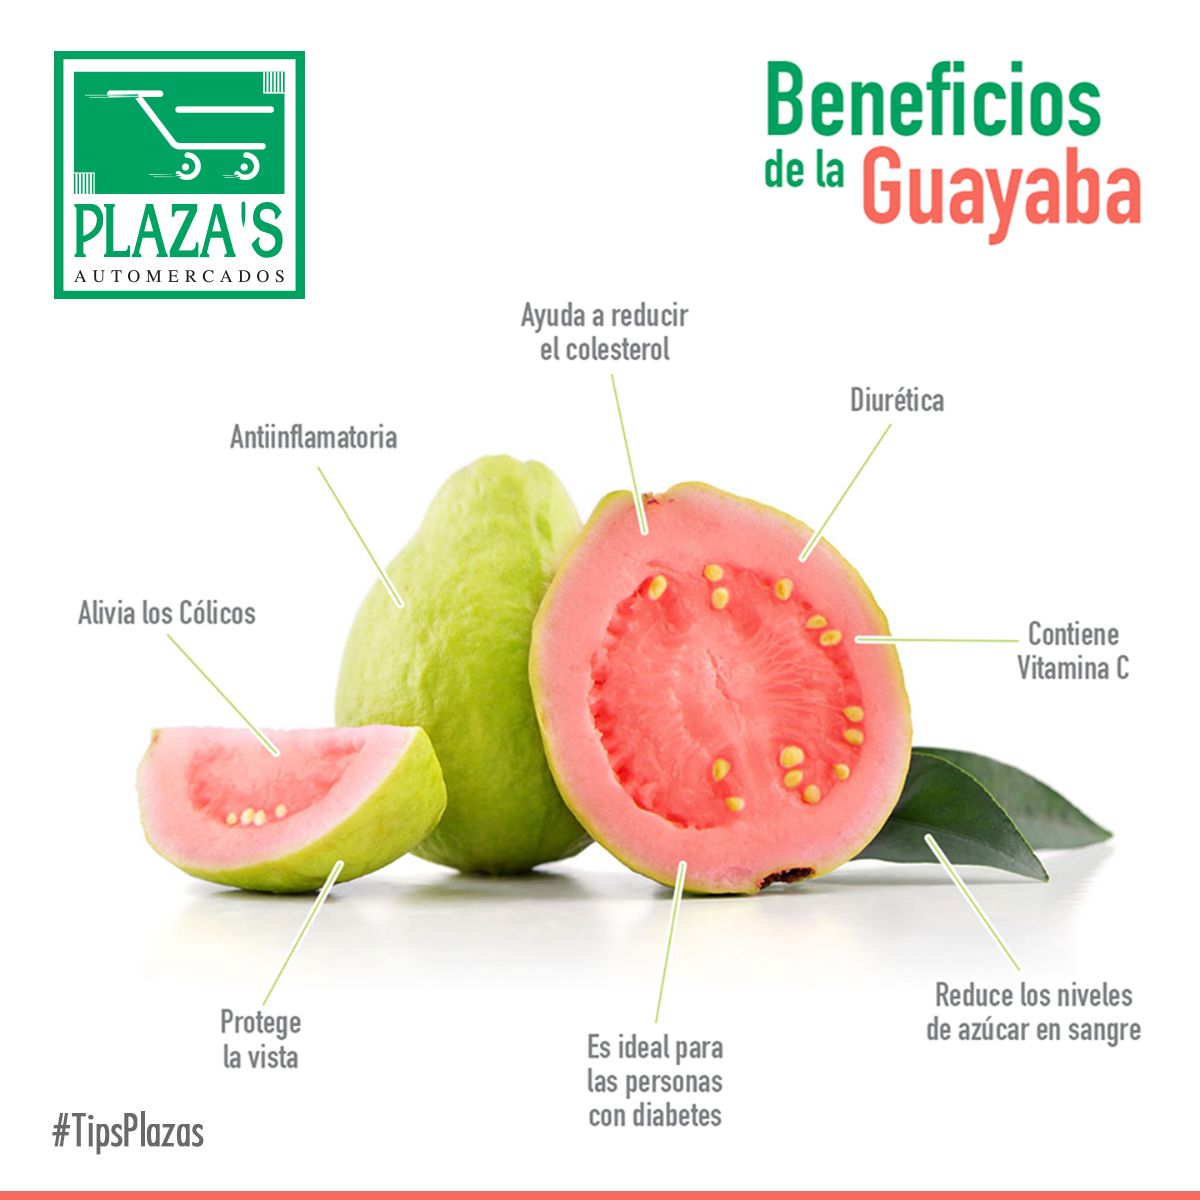 PLAZA'S
AUTOMERCADOS
Beneficios
de la Guayaba
Ayuda a reducir
el colesterol
Diurética
Antiinflamatoria
Alivia los Cólicos
Contiene
Vitamina C
Protege
la vista
Es ideal para
las personas
con diabetes
Reduce los niveles
de azúcar en sangre
#TipsPlazas